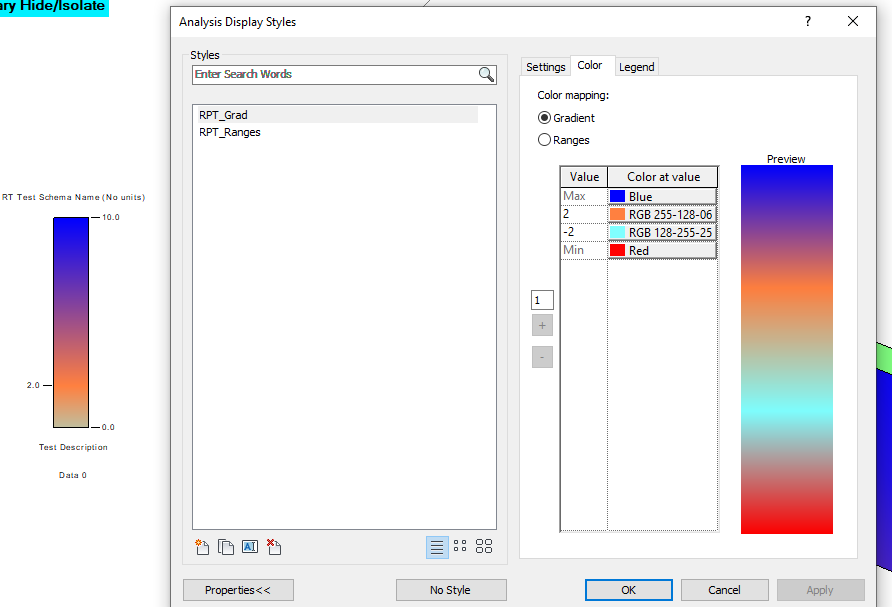 ary Hide/Isolate
Analysis Display Styles
?
Styles
Enter Search Words
RPT_Grad
RPT_Ranges
Settings
Color
Legend
Color mapping:
Gradient
Ranges
Preview
Value
Color at value
Max
Blue
2
RGB 255-128-06
-2
RGB 128-255-25
Min
Red
1
+
-
RT Test Schema Name (No units)
10.0
2.0
0.0
Test Description
Data 0
Properties<<
No Style
OK
Cancel
Apply